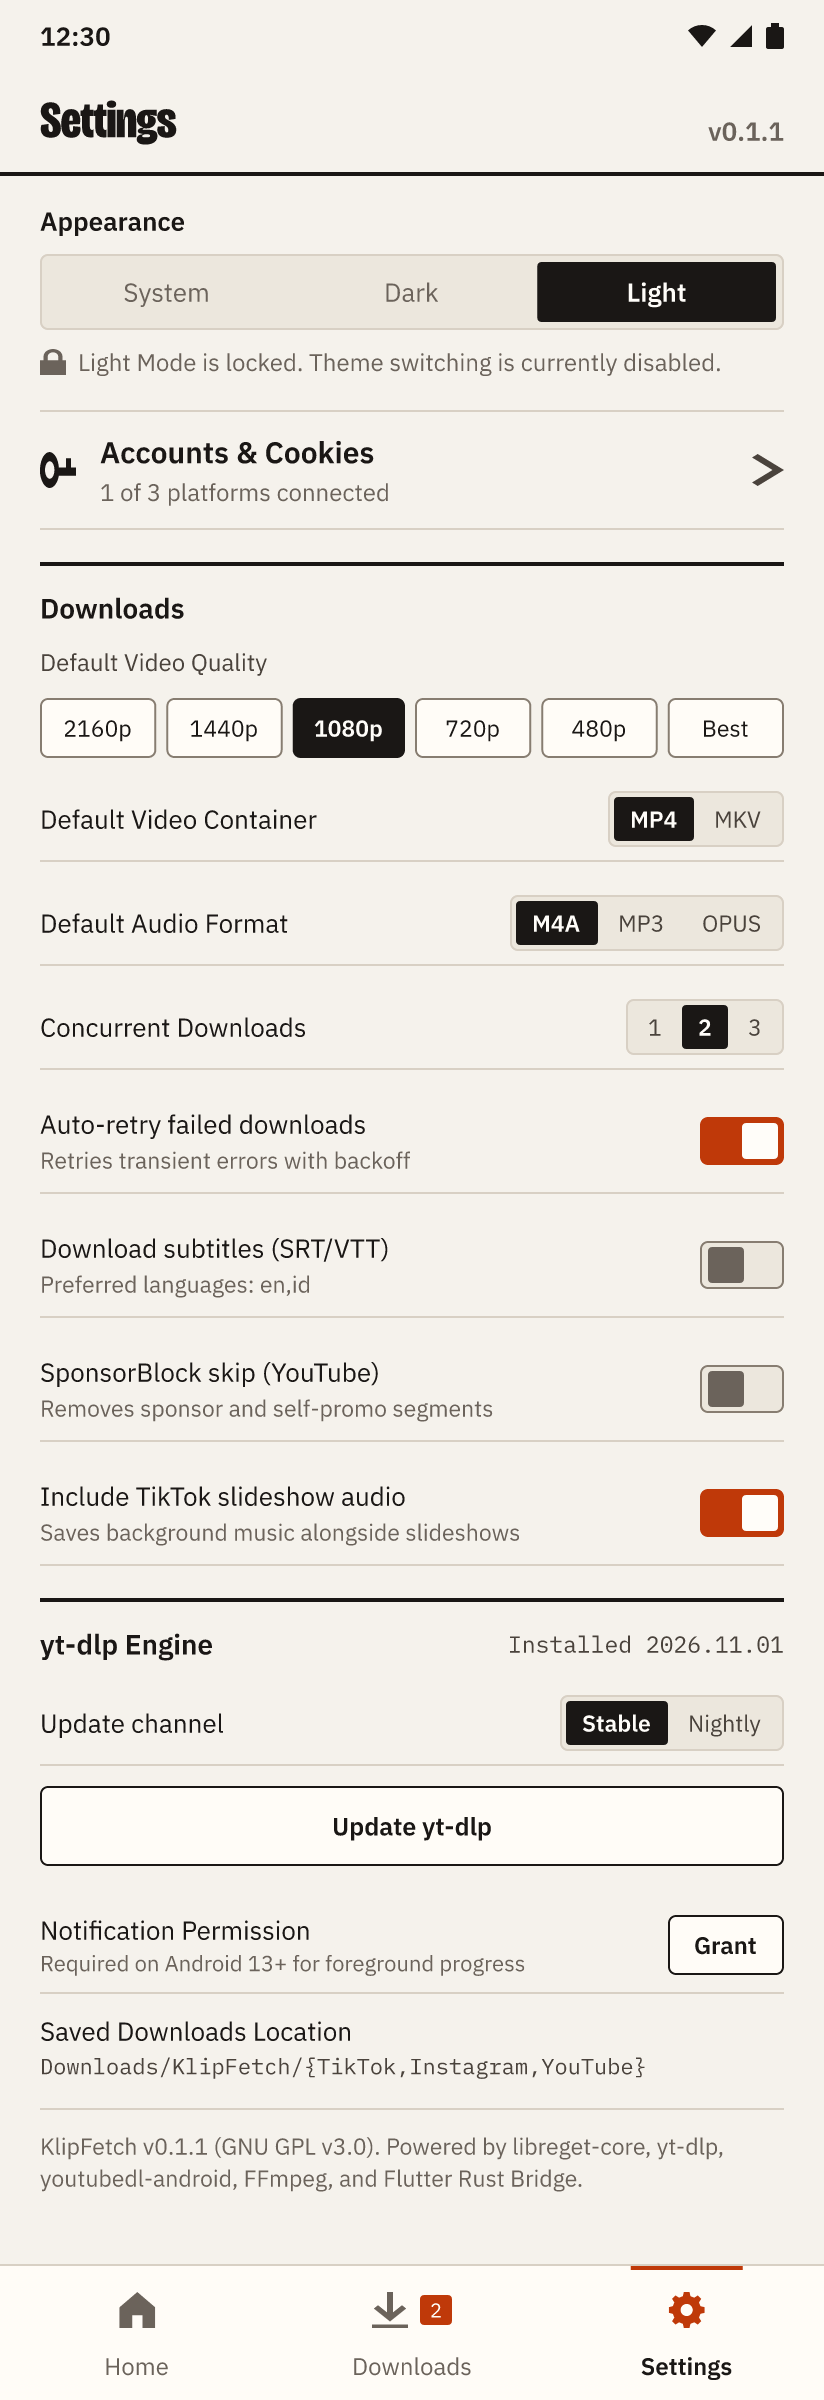 12:30
Settings
v0.1.1
Appearance
System Dark Light
Light Mode is locked. Theme switching is currently disabled.
Accounts & Cookies
1 of 3 platforms connected
Downloads
Default Video Quality
2160p 1440p 1080p 720p 480p Best
Default Video Container MP4 MKV
Default Audio Format M4A MP3 OPUS
Concurrent Downloads 1 2 3
Auto-retry failed downloads
Retries transient errors with backoff
Download subtitles (SRT/VTT)
Preferred languages: en,id
SponsorBlock skip (YouTube)
Removes sponsor and self-promo segments
Include TikTok slideshow audio
Saves background music alongside slideshows
yt-dlp Engine Installed 2026.11.01
Update channel Stable Nightly
Update yt-dlp
Notification Permission
Required on Android 13+ for foreground progress
Grant
Saved Downloads Location
Downloads/KlipFetch/{TikTok,Instagram,YouTube}
KlipFetch v0.1.1 (GNU GPL v3.0). Powered by libreget-core, yt-dlp,
youtubedl-android, FFmpeg, and Flutter Rust Bridge.
2
Home Downloads Settings